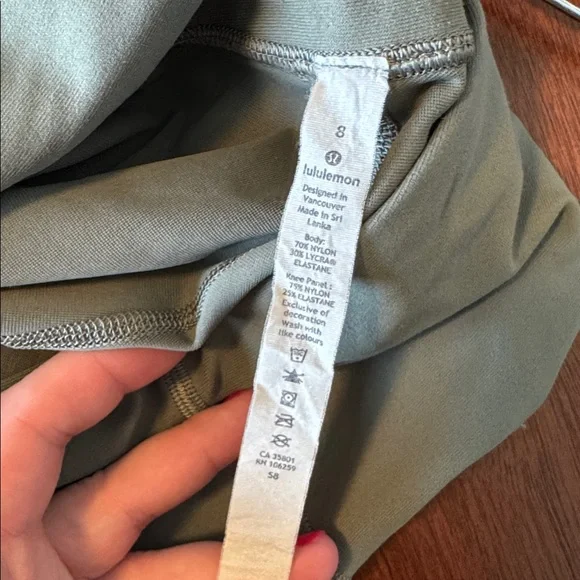 8
lululemon
Designed in
Vancouver
Made in Sri
Lanka
Body:
70% NYLON
30% LYCRA®
ELASTANE
Knee Panel:
75% NYLON
25% ELASTANE
Exclusive of
decoration
Wash with
like colours
CA 35801
RN 106259
58